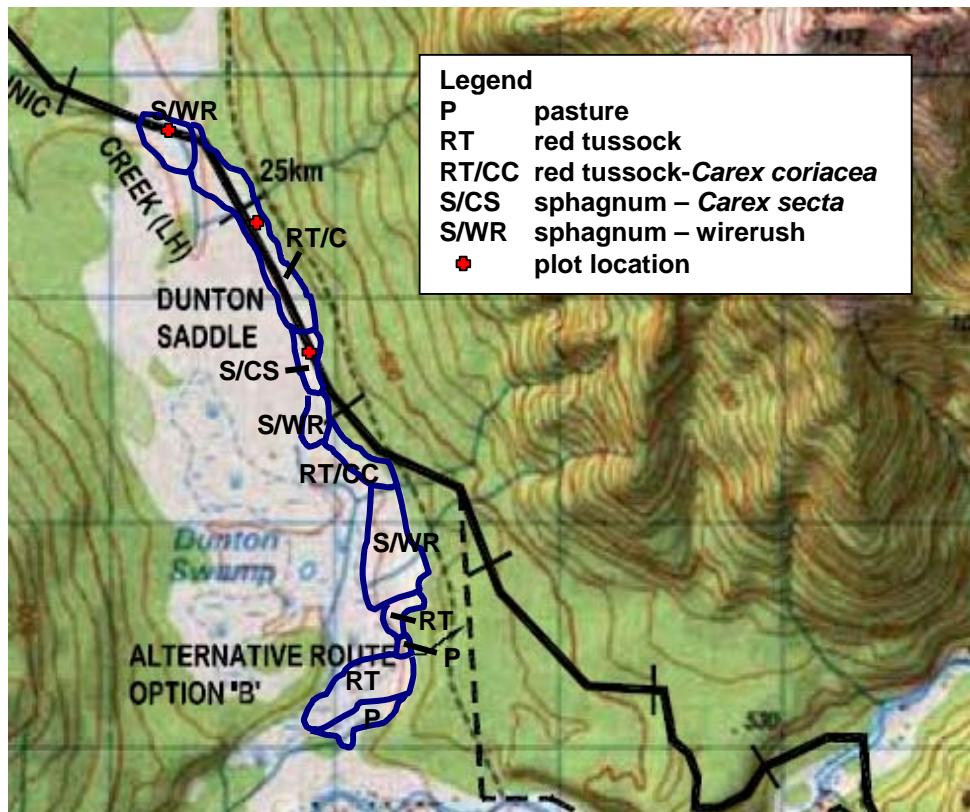 Legend
P pasture
RT red tussock
RT/CC red tussock-Carex coriacea
S/CS sphagnum – Carex secta
S/WR sphagnum – wirerush
plot location
NIC
S/WR
CREEK (LH)
25km
RT/C
DUNTON
SADDLE
S/CS
S/WR
RT/CC
S/WR
Dunton
Swamp
RT
ALTERNATIVE ROUTE
OPTION 'B'
P
RT
P
530